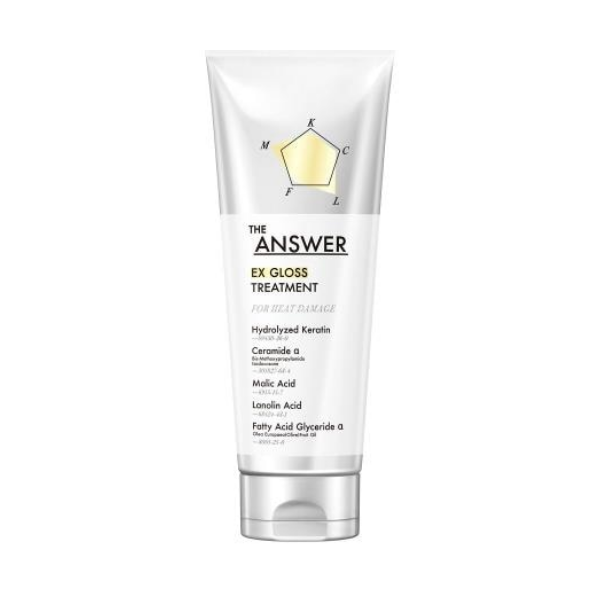 K
M
C
F
L
THE
ANSWER
EX GLOSS
TREATMENT
FOR HEAT DAMAGE
Hydrolyzed Keratin
Ceramide α
Malic Acid
Lanolin Acid
Fatty Acid Glyceride α